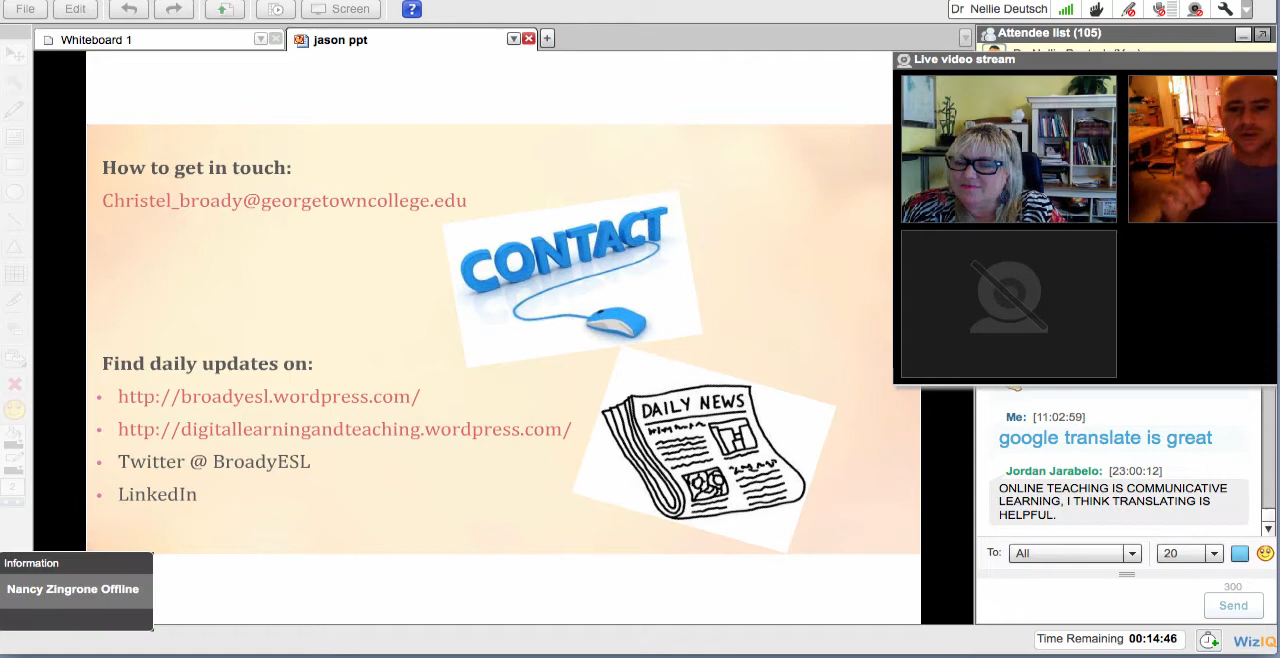 File Edit Screen ?
Dr Nellie Deutsch
Whiteboard 1
jason ppt
Attendee list (105)
Live video stream
How to get in touch:
Christel_broady@georgetowncollege.edu
CONTACT
Find daily updates on:
• http://broadyesl.wordpress.com/
• http://digitallearningandteaching.wordpress.com/
• Twitter @ BroadyESL
• LinkedIn
DAILY NEWS
2
Information
Nancy Zingrone Offline
Me: [11:02:59]
google translate is great
Jordan Jarabelo: [23:00:12]
ONLINE TEACHING IS COMMUNICATIVE
LEARNING, I THINK TRANSLATING IS
HELPFUL.
To: All 20
300
Send
Time Remaining 00:14:46
WizIQ